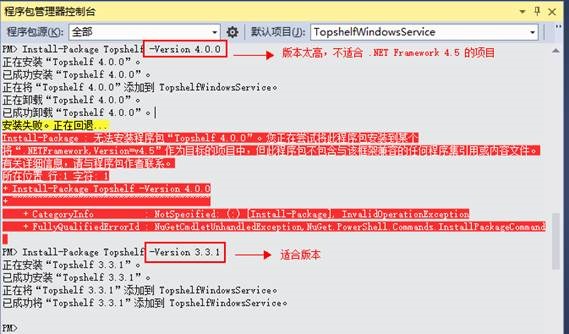 程序包管理器控制台
程序包源(K): 全部 默认项目(J): TopshelfWindowsService
PM> Install-Package Topshelf -Version 4.0.0 版本太高，不适合 .NET Framework 4.5 的项目
正在安装“Topshelf 4.0.0”。
已成功安装“Topshelf 4.0.0”。
正在将“Topshelf 4.0.0”添加到 TopshelfWindowsService。
正在卸载“Topshelf 4.0.0”。
已成功卸载“Topshelf 4.0.0”。
安装失败。正在回退...
Install-Package : 无法安装程序包“Topshelf 4.0.0”。您正在尝试将此程序包安装到某个
将“.NETFramework,Version=v4.5”作为目标的项目中，但此程序包不包含与该框架兼容的任何程序集引用或内容文件。
有关详细信息，请与程序包作者联系。
所在位置 行:1 字符: 1
+ Install-Package Topshelf -Version 4.0.0
+ CategoryInfo : NotSpecified: (:) [Install-Package], InvalidOperationException
+ FullyQualifiedErrorId : NuGetCmdletUnhandledException,NuGet.PowerShell.Commands.InstallPackageCommand
PM> Install-Package Topshelf -Version 3.3.1 适合版本
正在安装“Topshelf 3.3.1”。
已成功安装“Topshelf 3.3.1”。
正在将“Topshelf 3.3.1”添加到 TopshelfWindowsService。
已成功将“Topshelf 3.3.1”添加到 TopshelfWindowsService。
PM>